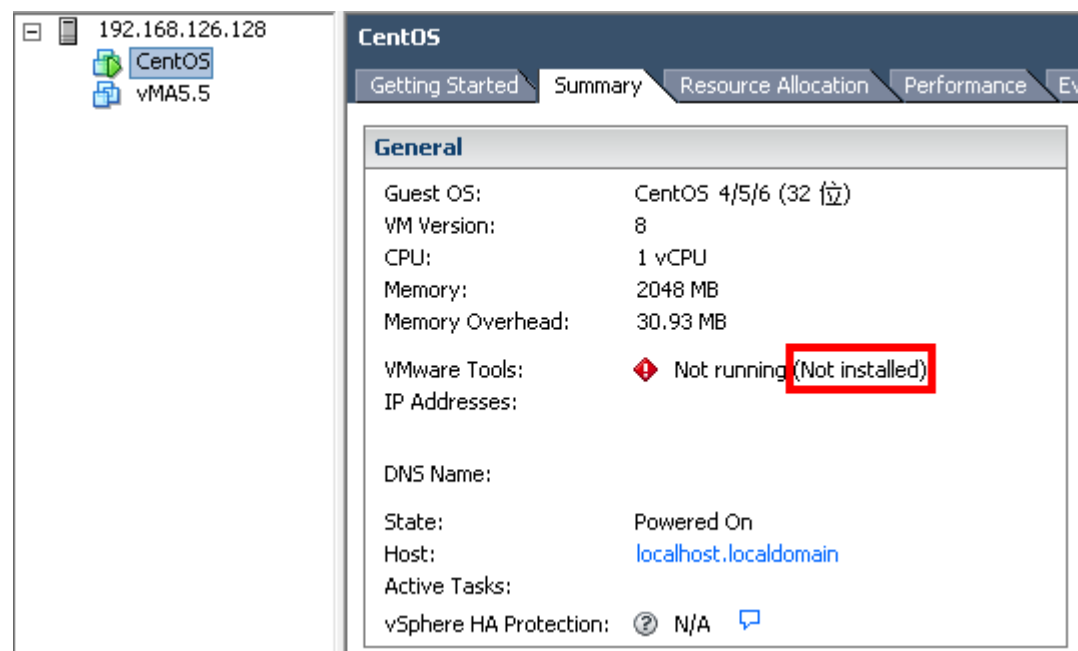 192.168.126.128
CentOS
vMA5.5
CentOS
Getting Started Summary Resource Allocation Performance Ev
General
Guest OS: CentOS 4/5/6 (32 位)
VM Version: 8
CPU: 1 vCPU
Memory: 2048 MB
Memory Overhead: 30.93 MB
VMware Tools: Not running (Not installed)
IP Addresses:
DNS Name:
State: Powered On
Host: localhost.localdomain
Active Tasks:
vSphere HA Protection: N/A